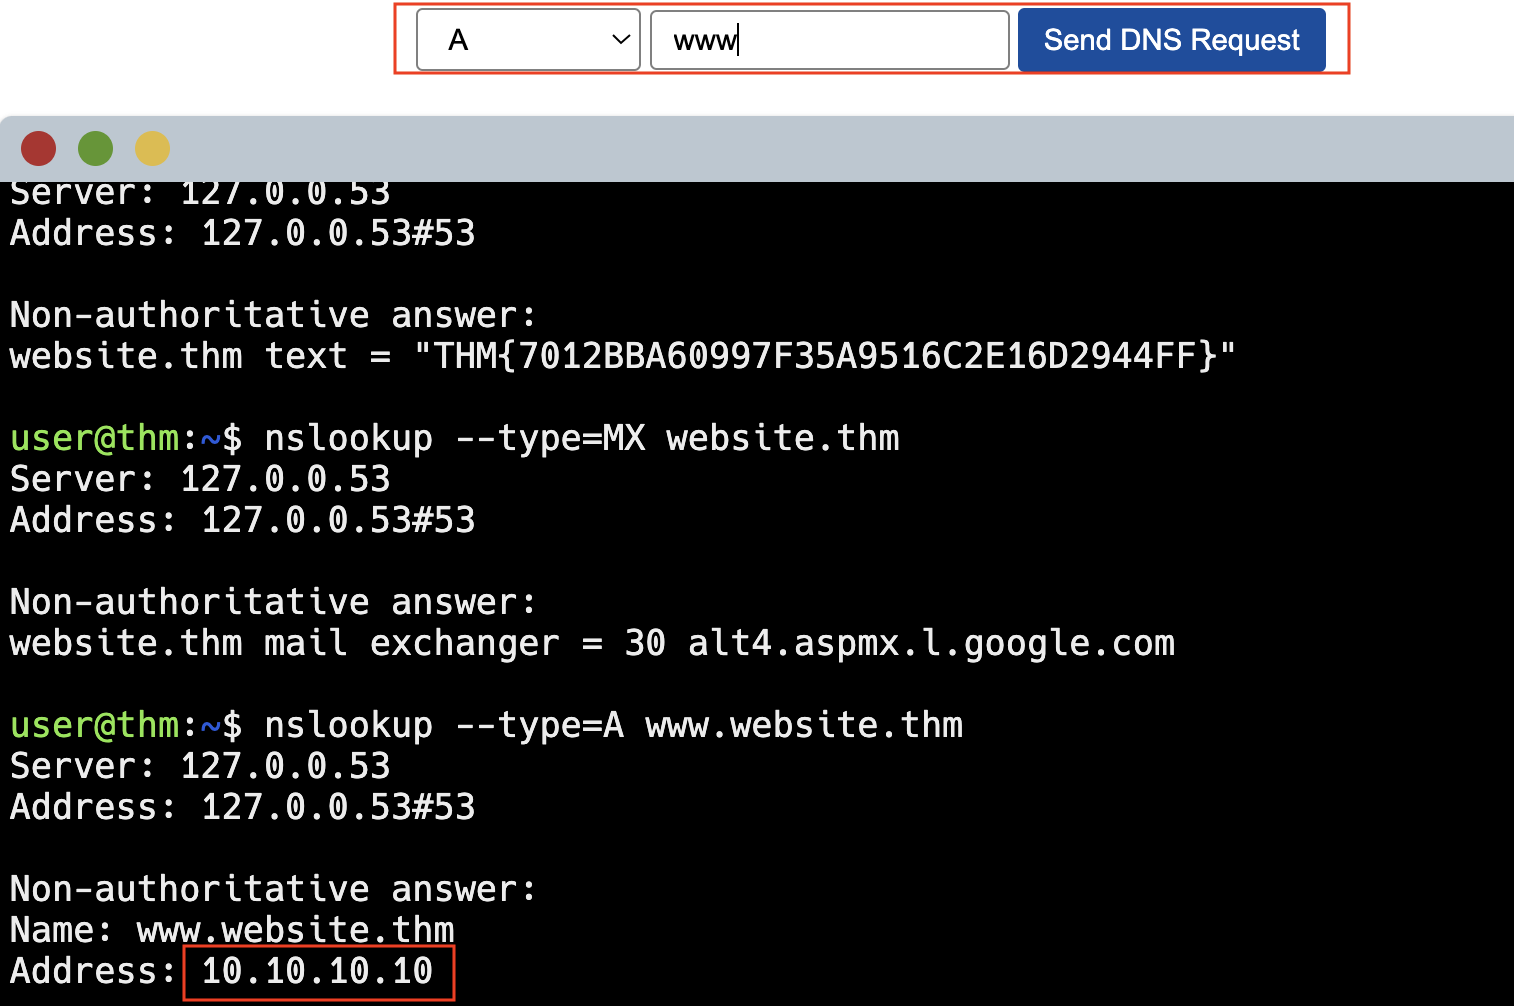 A www Send DNS Request
Server: 127.0.0.53
Address: 127.0.0.53#53
Non-authoritative answer:
website.thm text = "THM{7012BBA60997F35A9516C2E16D2944FF}"
user@thm:~$ nslookup --type=MX website.thm
Server: 127.0.0.53
Address: 127.0.0.53#53
Non-authoritative answer:
website.thm mail exchanger = 30 alt4.aspmx.l.google.com
user@thm:~$ nslookup --type=A www.website.thm
Server: 127.0.0.53
Address: 127.0.0.53#53
Non-authoritative answer:
Name: www.website.thm
Address: 10.10.10.10